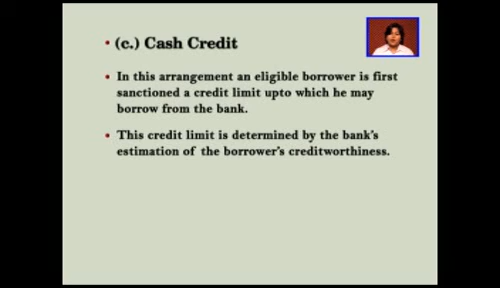 • (c.) Cash Credit
• In this arrangement an eligible borrower is first
sanctioned a credit limit upto which he may
borrow from the bank.
• This credit limit is determined by the bank's
estimation of the borrower's creditworthiness.